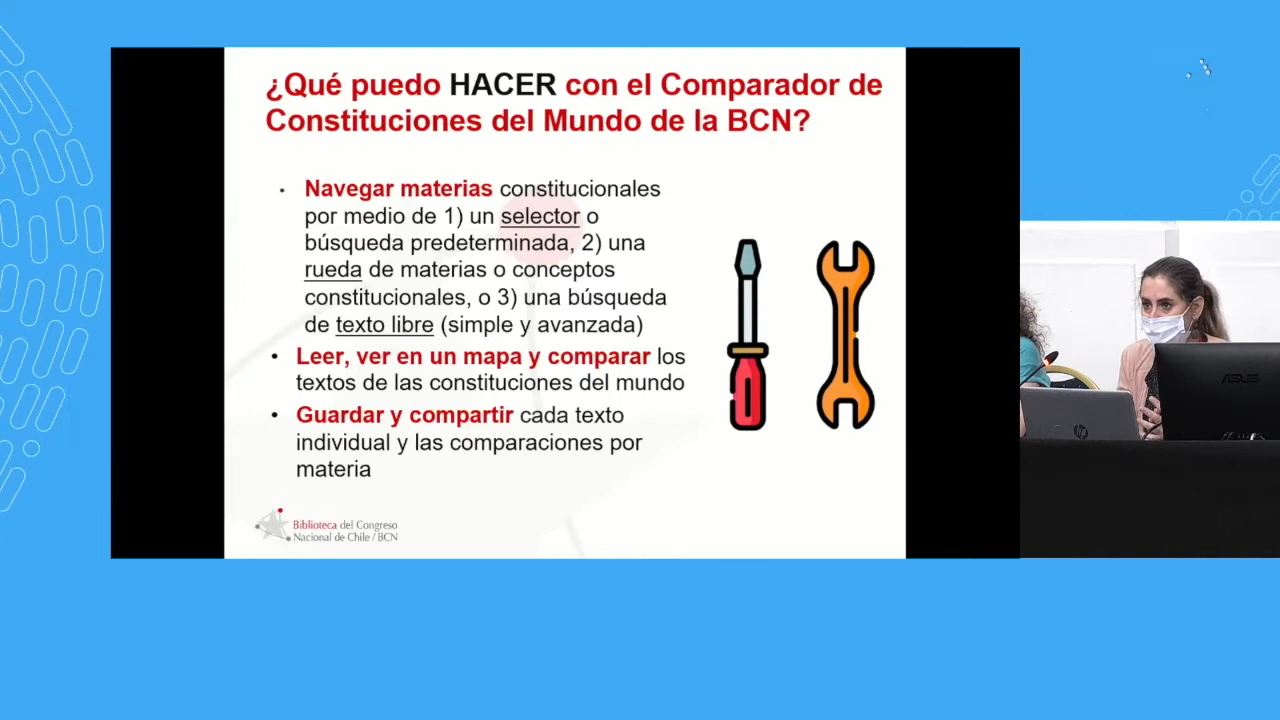 ¿Qué puedo HACER con el Comparador de
Constituciones del Mundo de la BCN?
• Navegar materias constitucionales
por medio de 1) un selector o
búsqueda predeterminada, 2) una
rueda de materias o conceptos
constitucionales, o 3) una búsqueda
de texto libre (simple y avanzada)
• Leer, ver en un mapa y comparar los
textos de las constituciones del mundo
• Guardar y compartir cada texto
individual y las comparaciones por
materia
Biblioteca del Congreso
Nacional de Chile / BCN
hp
ASUS